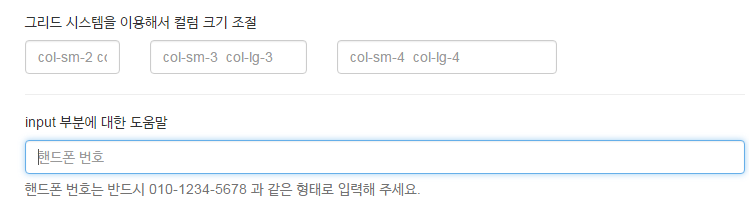 그리드 시스템을 이용해서 컬럼 크기 조절
col-sm-2 col-sm-3 col-lg-3 col-sm-4 col-lg-4
input 부분에 대한 도움말
핸드폰 번호
핸드폰 번호는 반드시 010-1234-5678 과 같은 형태로 입력해 주세요.